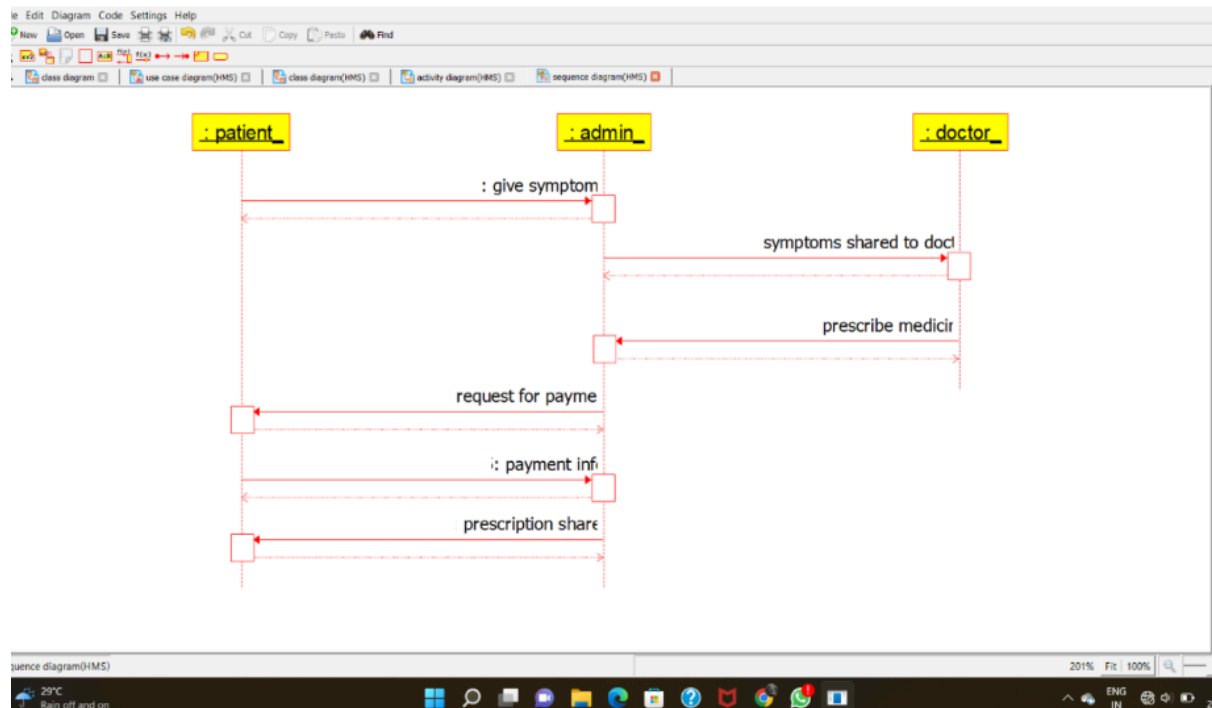 e Edit Diagram Code Settings Help
New Open Save Cut Copy Paste Find
class diagram use case diagram(HMS) class diagram(HMS) activity diagram(HMS) sequence diagram(HMS)
: patient_ : admin_ : doctor_
: give symptom
symptoms shared to doct
prescribe medicin
request for payme
: payment info
prescription share
quence diagram(HMS) 201% Fit 100%
29°C ENG
Rain off and on IN